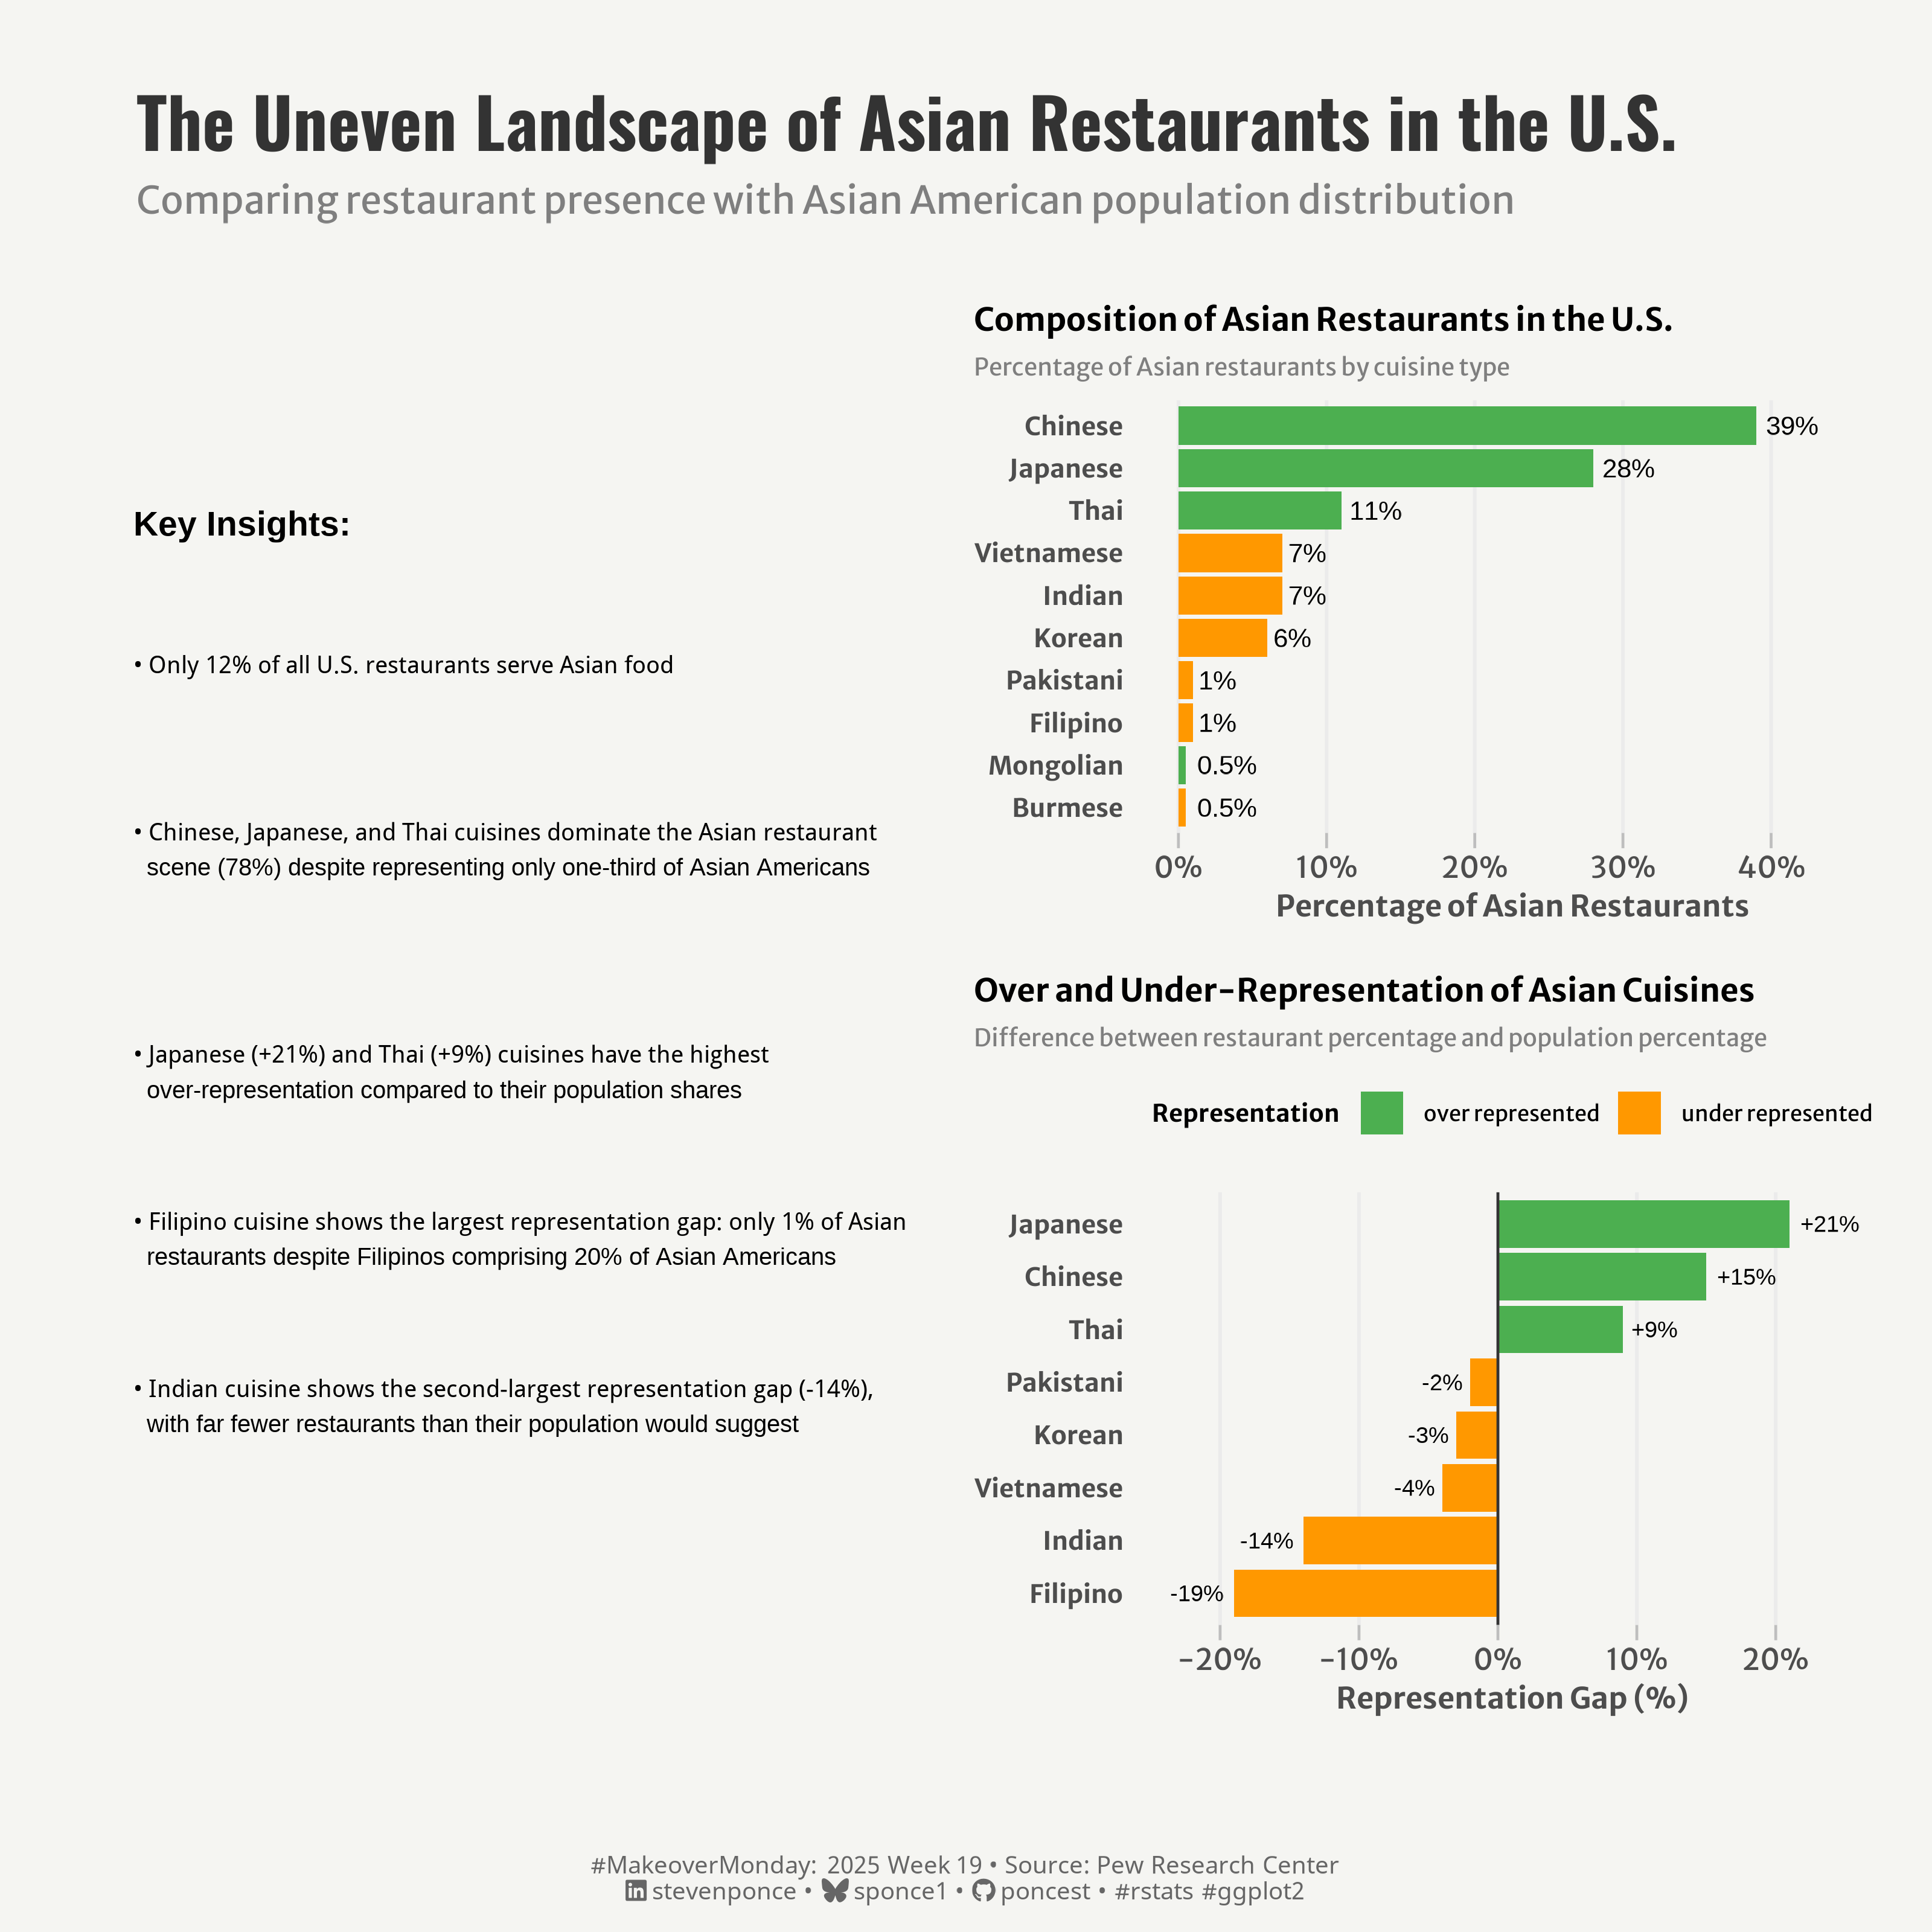 The Uneven Landscape of Asian Restaurants in the U.S.
Comparing restaurant presence with Asian American population distribution
Key Insights:
• Only 12% of all U.S. restaurants serve Asian food
• Chinese, Japanese, and Thai cuisines dominate the Asian restaurant
scene (78%) despite representing only one-third of Asian Americans
• Japanese (+21%) and Thai (+9%) cuisines have the highest
over-representation compared to their population shares
• Filipino cuisine shows the largest representation gap: only 1% of Asian
restaurants despite Filipinos comprising 20% of Asian Americans
• Indian cuisine shows the second-largest representation gap (-14%),
with far fewer restaurants than their population would suggest
Composition of Asian Restaurants in the U.S.
Percentage of Asian restaurants by cuisine type
Chinese 39%
Japanese 28%
Thai 11%
Vietnamese 7%
Indian 7%
Korean 6%
Pakistani 1%
Filipino 1%
Mongolian 0.5%
Burmese 0.5%
0% 10% 20% 30% 40%
Percentage of Asian Restaurants
Over and Under-Representation of Asian Cuisines
Difference between restaurant percentage and population percentage
Representation over represented under represented
Japanese +21%
Chinese +15%
Thai +9%
Pakistani -2%
Korean -3%
Vietnamese -4%
Indian -14%
Filipino -19%
-20% -10% 0% 10% 20%
Representation Gap (%)
#MakeoverMonday: 2025 Week 19 • Source: Pew Research Center
stevenponce • sponce1 • poncest • #rstats #ggplot2